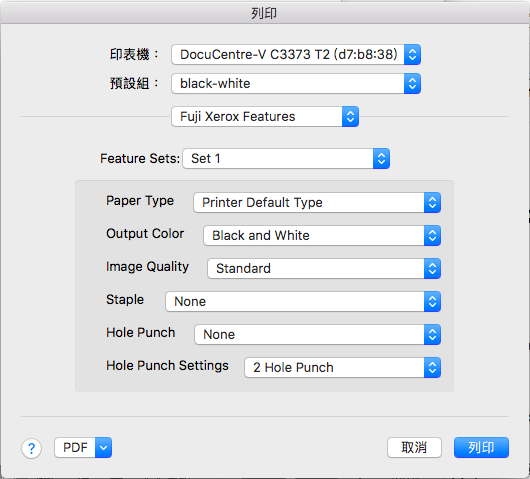 列印
印表機： DocuCentre-V C3373 T2 (d7:b8:38)
預設組： black-white
Fuji Xerox Features
Feature Sets: Set 1
Paper Type Printer Default Type
Output Color Black and White
Image Quality Standard
Staple None
Hole Punch None
Hole Punch Settings 2 Hole Punch
? PDF 取消 列印